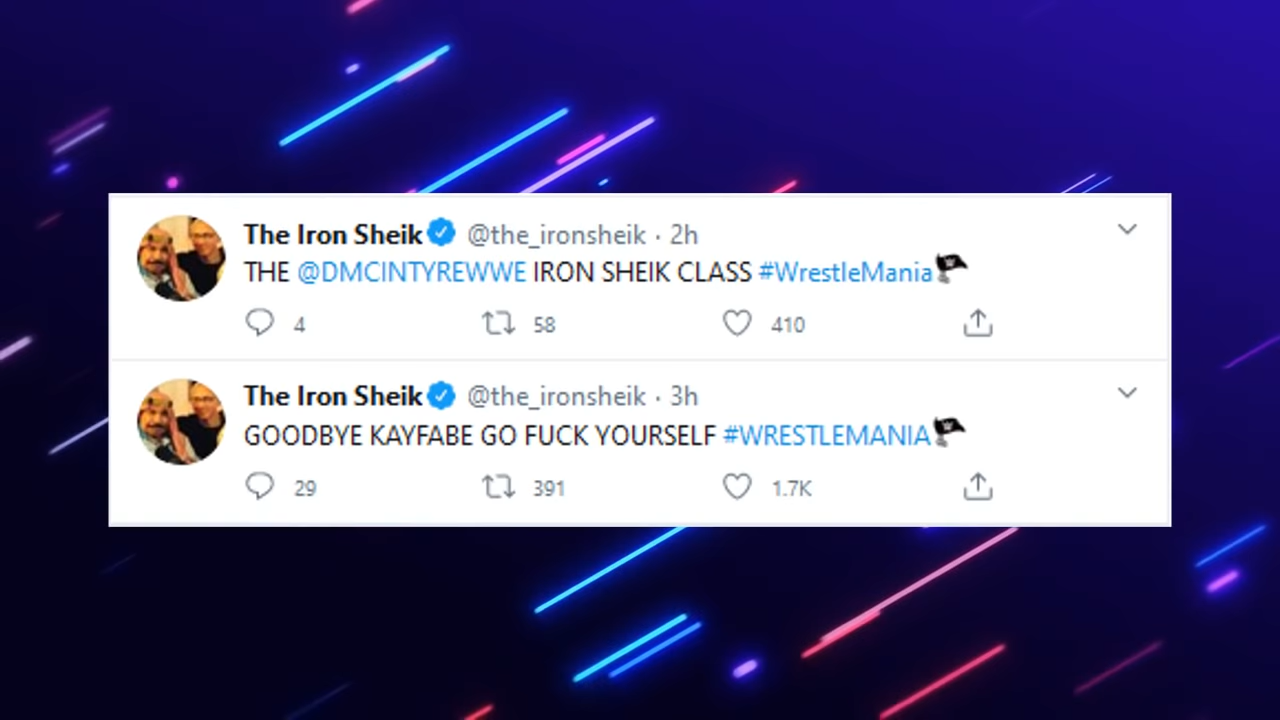 The Iron Sheik @the_ironsheik · 2h
THE @DMCINTYREWWE IRON SHEIK CLASS #WrestleMania
4 58 410
The Iron Sheik @the_ironsheik · 3h
GOODBYE KAYFABE GO FUCK YOURSELF #WRESTLEMANIA
29 391 1.7K